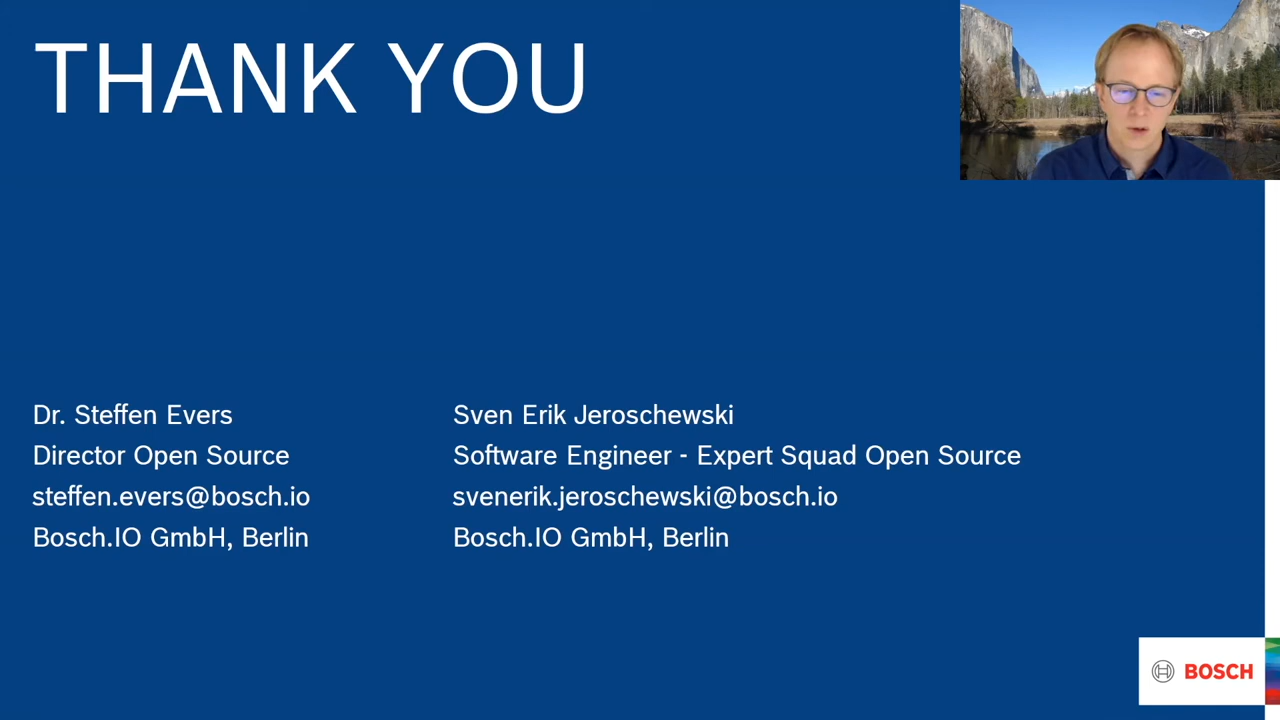 THANK YOU
Dr. Steffen Evers
Director Open Source
steffen.evers@bosch.io
Bosch.IO GmbH, Berlin
Sven Erik Jeroschewski
Software Engineer - Expert Squad Open Source
svenerik.jeroschewski@bosch.io
Bosch.IO GmbH, Berlin
BOSCH